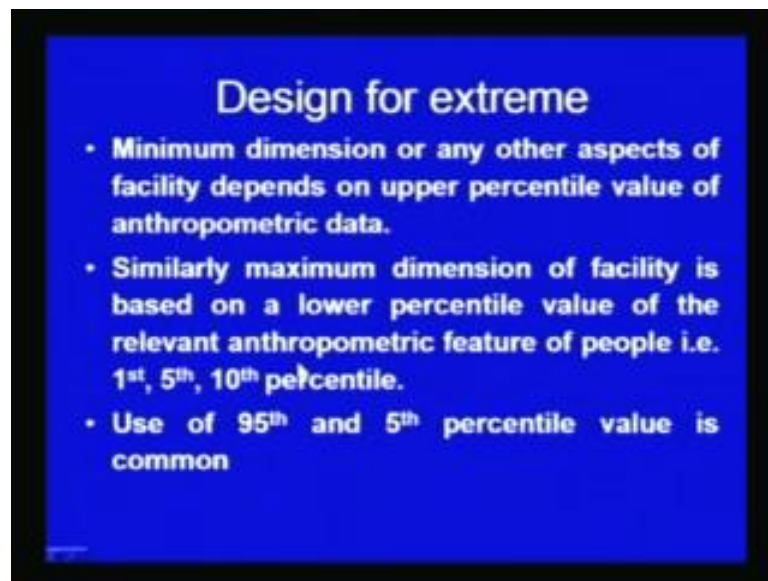 Design for extreme
• Minimum dimension or any other aspects of
facility depends on upper percentile value of
anthropometric data.
• Similarly maximum dimension of facility is
based on a lower percentile value of the
relevant anthropometric feature of people i.e.
1st, 5th, 10th percentile.
• Use of 95th and 5th percentile value is
common